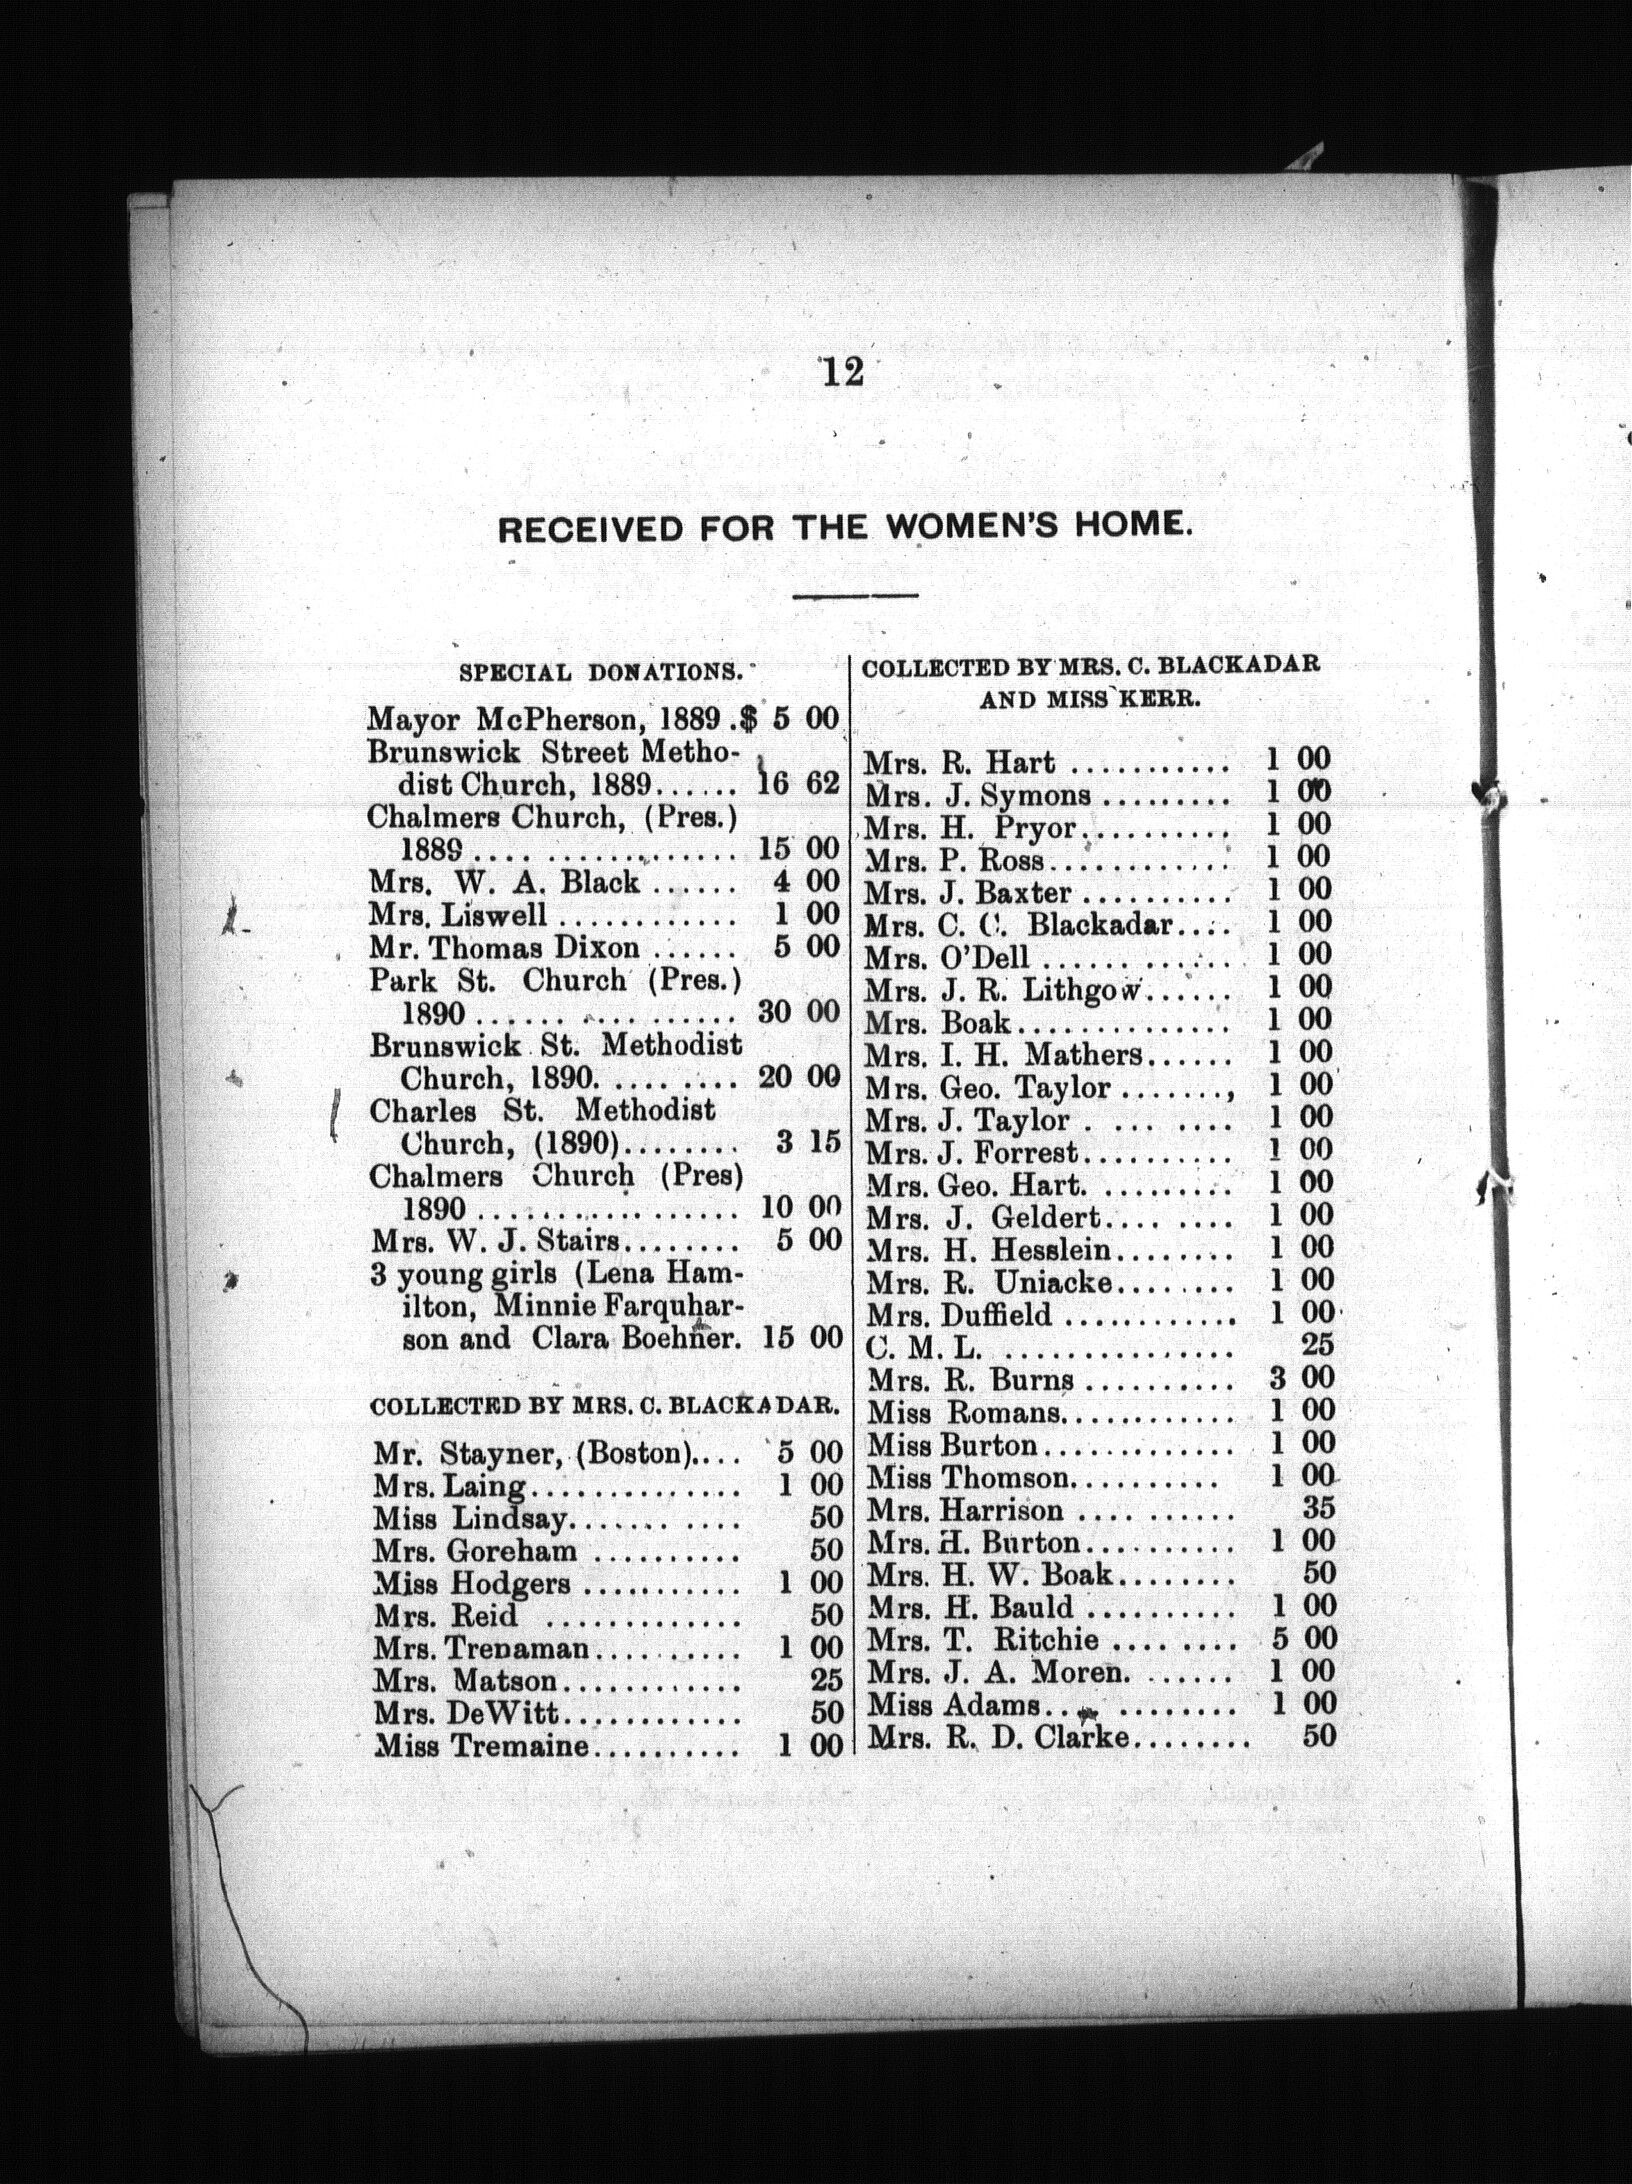 12
RECEIVED FOR THE WOMEN'S HOME.
SPECIAL DONATIONS.
Mayor McPherson, 1889 .$ 5 00
Brunswick Street Metho-
dist Church, 1889...... 16 62
Chalmers Church, (Pres.)
1889 .... ............. 15 00
Mrs. W. A. Black ...... 4 00
Mrs. Liswell ............ 1 00
Mr. Thomas Dixon ...... 5 00
Park St. Church (Pres.)
1890 ...... .... ...... 30 00
Brunswick St. Methodist
Church, 1890. .... .... 20 00
Charles St. Methodist
Church, (1890)........ 3 15
Chalmers Church (Pres)
1890 .................. 10 00
Mrs. W. J. Stairs........ 5 00
3 young girls (Lena Ham-
ilton, Minnie Farquhar-
son and Clara Boehner. 15 00
COLLECTED BY MRS. C. BLACKADAR.
Mr. Stayner, (Boston).... 5 00
Mrs. Laing.............. 1 00
Miss Lindsay....... .... 50
Mrs. Goreham .......... 50
Miss Hodgers ........... 1 00
Mrs. Reid ............. 50
Mrs. Trenaman.......... 1 00
Mrs. Matson............ 25
Mrs. DeWitt............ 50
Miss Tremaine.......... 1 00
COLLECTED BY MRS. C. BLACKADAR
AND MISS KERR.
Mrs. R. Hart ........... 1 00
Mrs. J. Symons ......... 1 00
Mrs. H. Pryor.......... 1 00
Mrs. P. Ross............ 1 00
Mrs. J. Baxter .......... 1 00
Mrs. C. C. Blackadar.... 1 00
Mrs. O'Dell ...... ...... 1 00
Mrs. J. R. Lithgow...... 1 00
Mrs. Boak.............. 1 00
Mrs. I. H. Mathers...... 1 00
Mrs. Geo. Taylor ......., 1 00
Mrs. J. Taylor . ... .... 1 00
Mrs. J. Forrest.......... 1 00
Mrs. Geo. Hart. ......... 1 00
Mrs. J. Geldert.... .... 1 00
Mrs. H. Hesslein........ 1 00
Mrs. R. Uniacke........ 1 00
Mrs. Duffield ............ 1 00
C. M. L. ............... 25
Mrs. R. Burns .......... 3 00
Miss Romans............ 1 00
Miss Burton............. 1 00
Miss Thomson.......... 1 00
Mrs. Harrison .... ...... 35
Mrs. H. Burton.......... 1 00
Mrs. H. W. Boak........ 50
Mrs. H. Bauld .......... 1 00
Mrs. T. Ritchie .... .... 5 00
Mrs. J. A. Moren. ...... 1 00
Miss Adams.... ........ 1 00
Mrs. R. D. Clarke........ 50